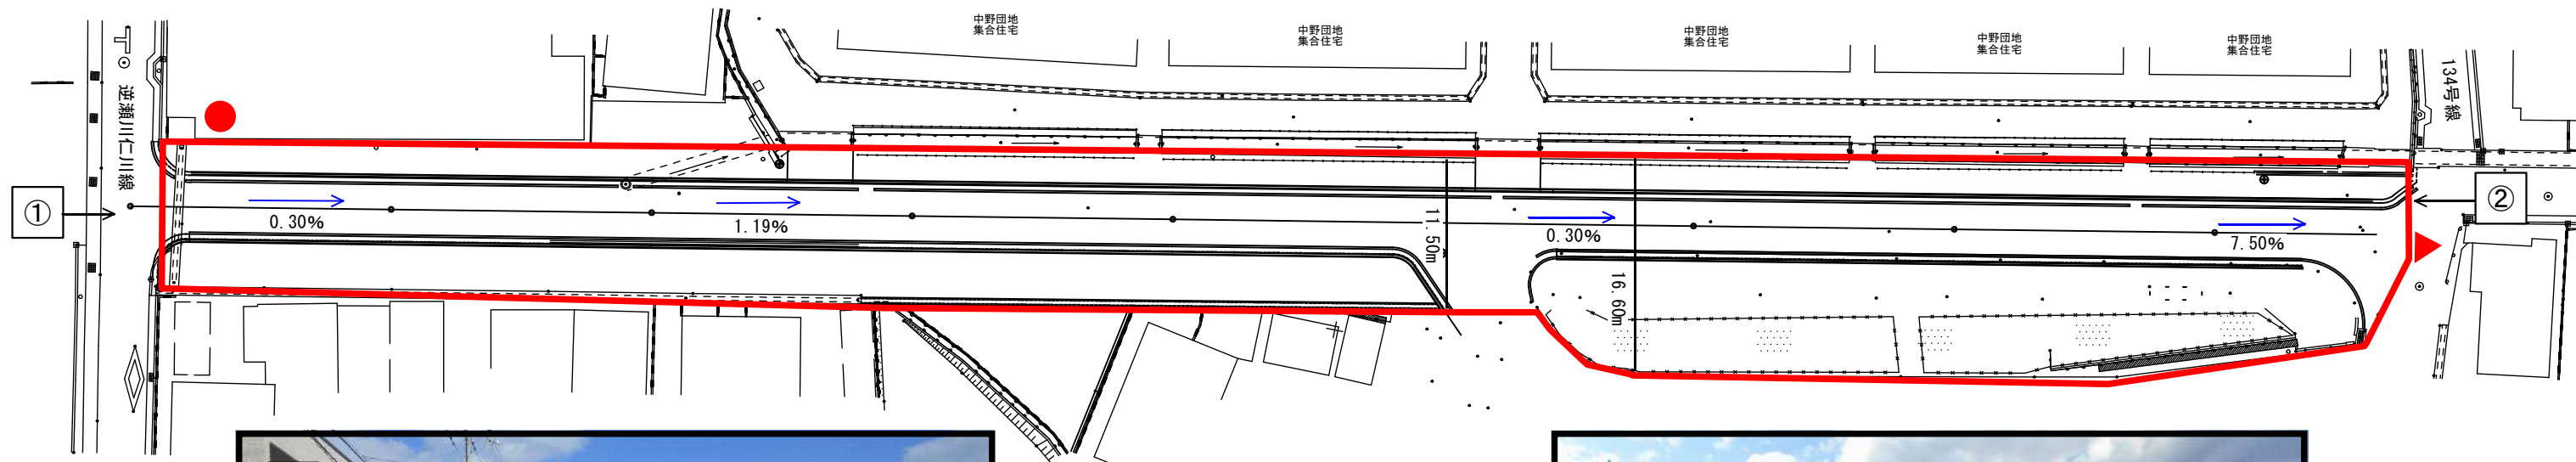 中野団地
集合住宅
中野団地
集合住宅
中野団地
集合住宅
中野団地
集合住宅
中野団地
集合住宅
逆瀬川仁川線
134号線
①
②
0.30%
1.19%
0.30%
7.50%
11.50m
16.60m